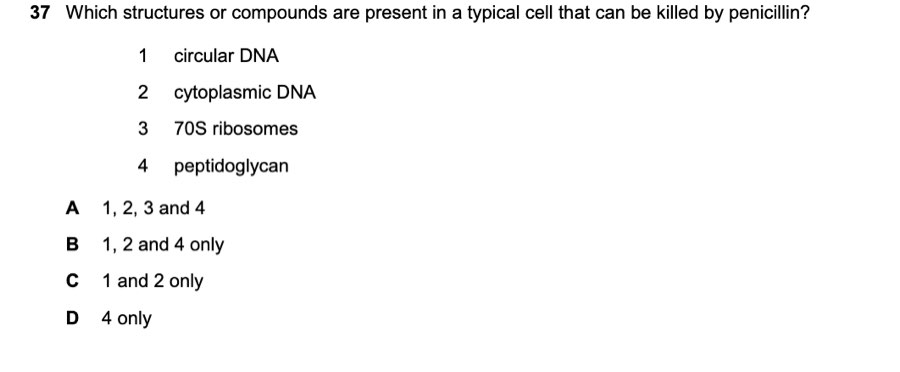 37 Which structures or compounds are present in a typical cell that can be killed by penicillin?
1 circular DNA
2 cytoplasmic DNA
3 70S ribosomes
4 peptidoglycan
A 1, 2, 3 and 4
B 1, 2 and 4 only
C 1 and 2 only
D 4 only